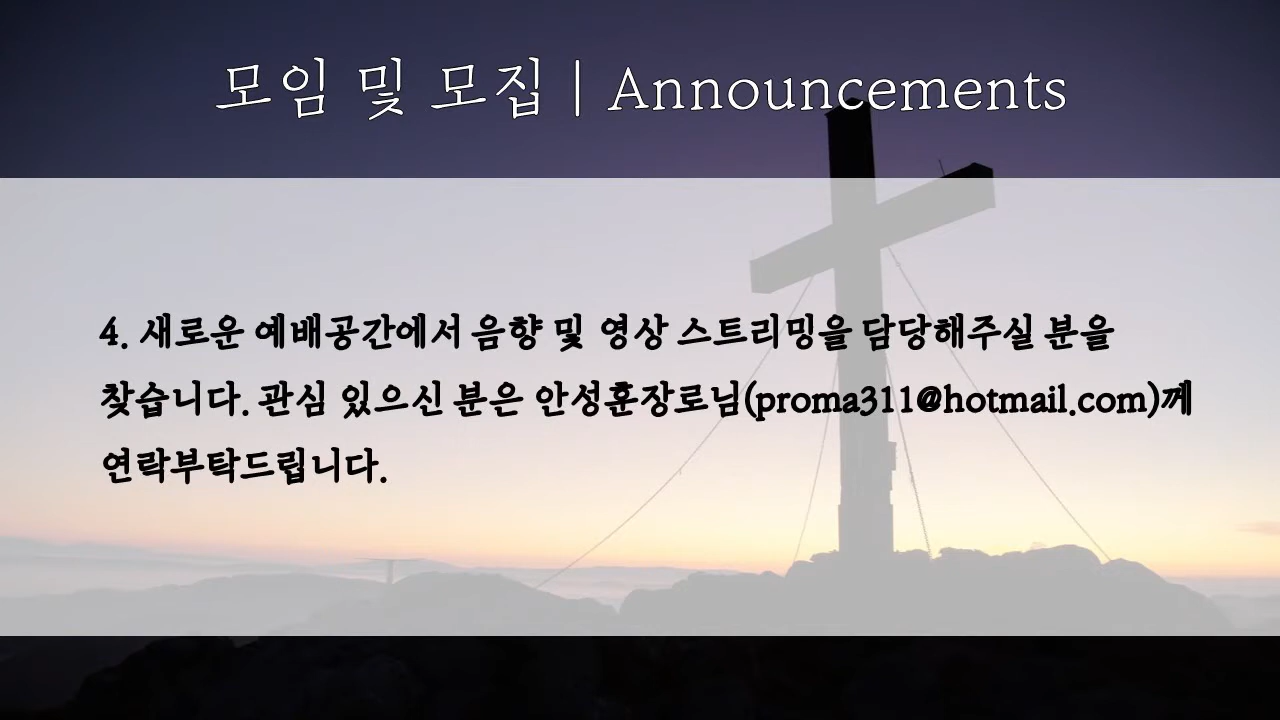 모임 및 모집 | Announcements
4. 새로운 예배공간에서 음향 및 영상 스트리밍을 담당해주실 분을
찾습니다. 관심 있으신 분은 안성훈장로님(proma311@hotmail.com)께
연락부탁드립니다.